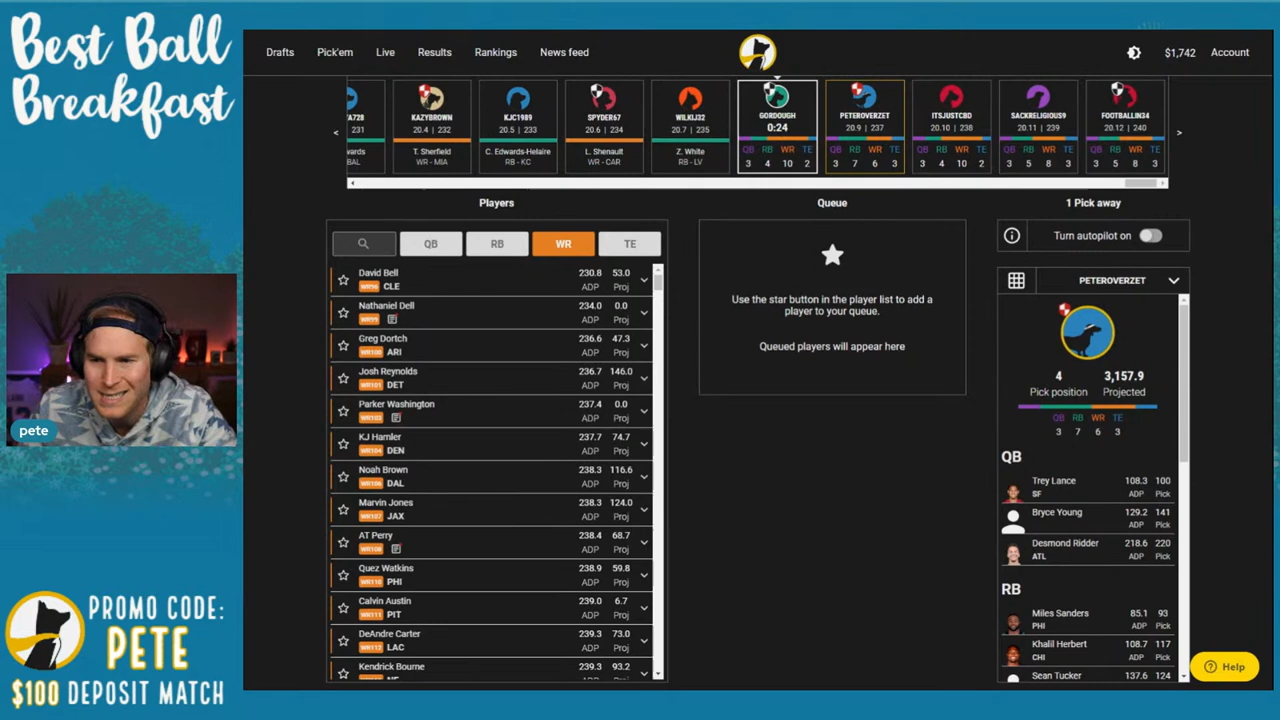 Best Ball
Breakfast
Drafts Pick'em Live Results Rankings News feed $1,742 Account
728 KAZYBROWN KJC1989 SPYDER67 WILKIJ32 GORDOUGH PETEROVERZET ITSJUSTCBD SACKRELIGIOUS9 FOOTBALLIN34
231 20.4 | 232 20.5 | 233 20.6 | 234 20.7 | 235 0:24 20.9 | 237 20.10 | 238 20.11 | 239 20.12 | 240
T. Sherfield C. Edwards-Helaire L. Shenault Z. White QB RB WR TE QB RB WR TE QB RB WR TE QB RB WR TE QB RB WR TE
BAL WR - MIA RB - KC WR - CAR RB - LV 3 4 10 2 3 7 6 3 3 4 10 2 3 5 8 3 3 5 8 3
Players Queue 1 Pick away
QB RB WR TE
Turn autopilot on
PETEROVERZET
Use the star button in the player list to add a
player to your queue.
Queued players will appear here
David Bell 230.8 53.0
WR96 CLE ADP Proj
Nathaniel Dell 234.0 0.0
WR99 ADP Proj
Greg Dortch 236.6 47.3
WR100 ARI ADP Proj
Josh Reynolds 236.7 146.0
WR101 DET ADP Proj
Parker Washington 237.4 0.0
WR103 ADP Proj
KJ Hamler 237.7 74.7
WR104 DEN ADP Proj
Noah Brown 238.3 116.6
WR106 DAL ADP Proj
Marvin Jones 238.3 124.0
WR107 JAX ADP Proj
AT Perry 238.4 68.7
WR108 ADP Proj
Quez Watkins 238.9 59.8
WR110 PHI ADP Proj
Calvin Austin 239.0 6.7
WR111 PIT ADP Proj
DeAndre Carter 239.3 73.0
WR112 LAC ADP Proj
Kendrick Bourne 239.3 93.2
4 3,157.9
Pick position Projected
QB RB WR TE
3 7 6 3
QB
Trey Lance 108.3 100
SF ADP Pick
Bryce Young 129.2 141
ADP Pick
Desmond Ridder 218.6 220
ATL ADP Pick
RB
Miles Sanders 85.1 93
PHI ADP Pick
Khalil Herbert 108.7 117
CHI ADP Pick
Sean Tucker 137.6 124
Help
pete
PROMO CODE:
PETE
$100 DEPOSIT MATCH